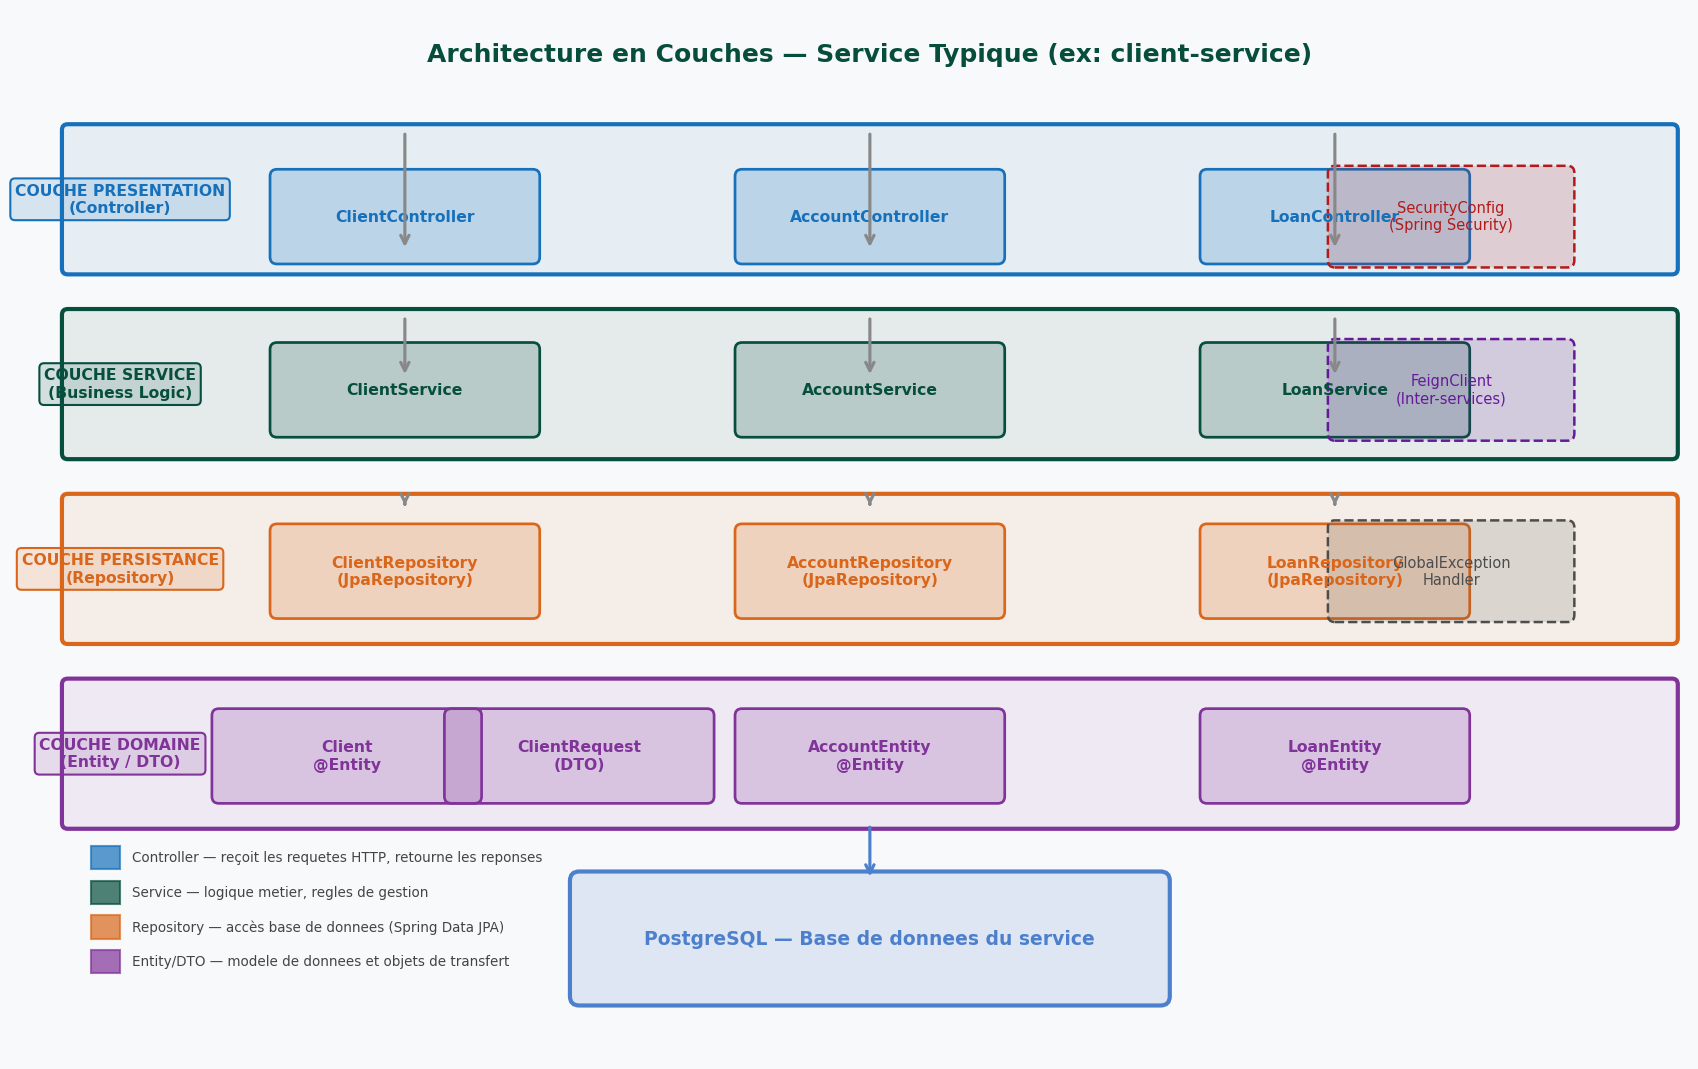 Architecture en Couches — Service Typique (ex: client-service)
COUCHE PRESENTATION
(Controller)
ClientController
AccountController
LoanController
SecurityConfig
(Spring Security)
COUCHE SERVICE
(Business Logic)
ClientService
AccountService
LoanService
FeignClient
(Inter-services)
COUCHE PERSISTANCE
(Repository)
ClientRepository
(JpaRepository)
AccountRepository
(JpaRepository)
LoanRepository
(JpaRepository)
GlobalException
Handler
COUCHE DOMAINE
(Entity / DTO)
Client
@Entity
ClientRequest
(DTO)
AccountEntity
@Entity
LoanEntity
@Entity
Controller — reçoit les requetes HTTP, retourne les reponses
Service — logique metier, regles de gestion
Repository — accès base de donnees (Spring Data JPA)
Entity/DTO — modele de donnees et objets de transfert
PostgreSQL — Base de donnees du service